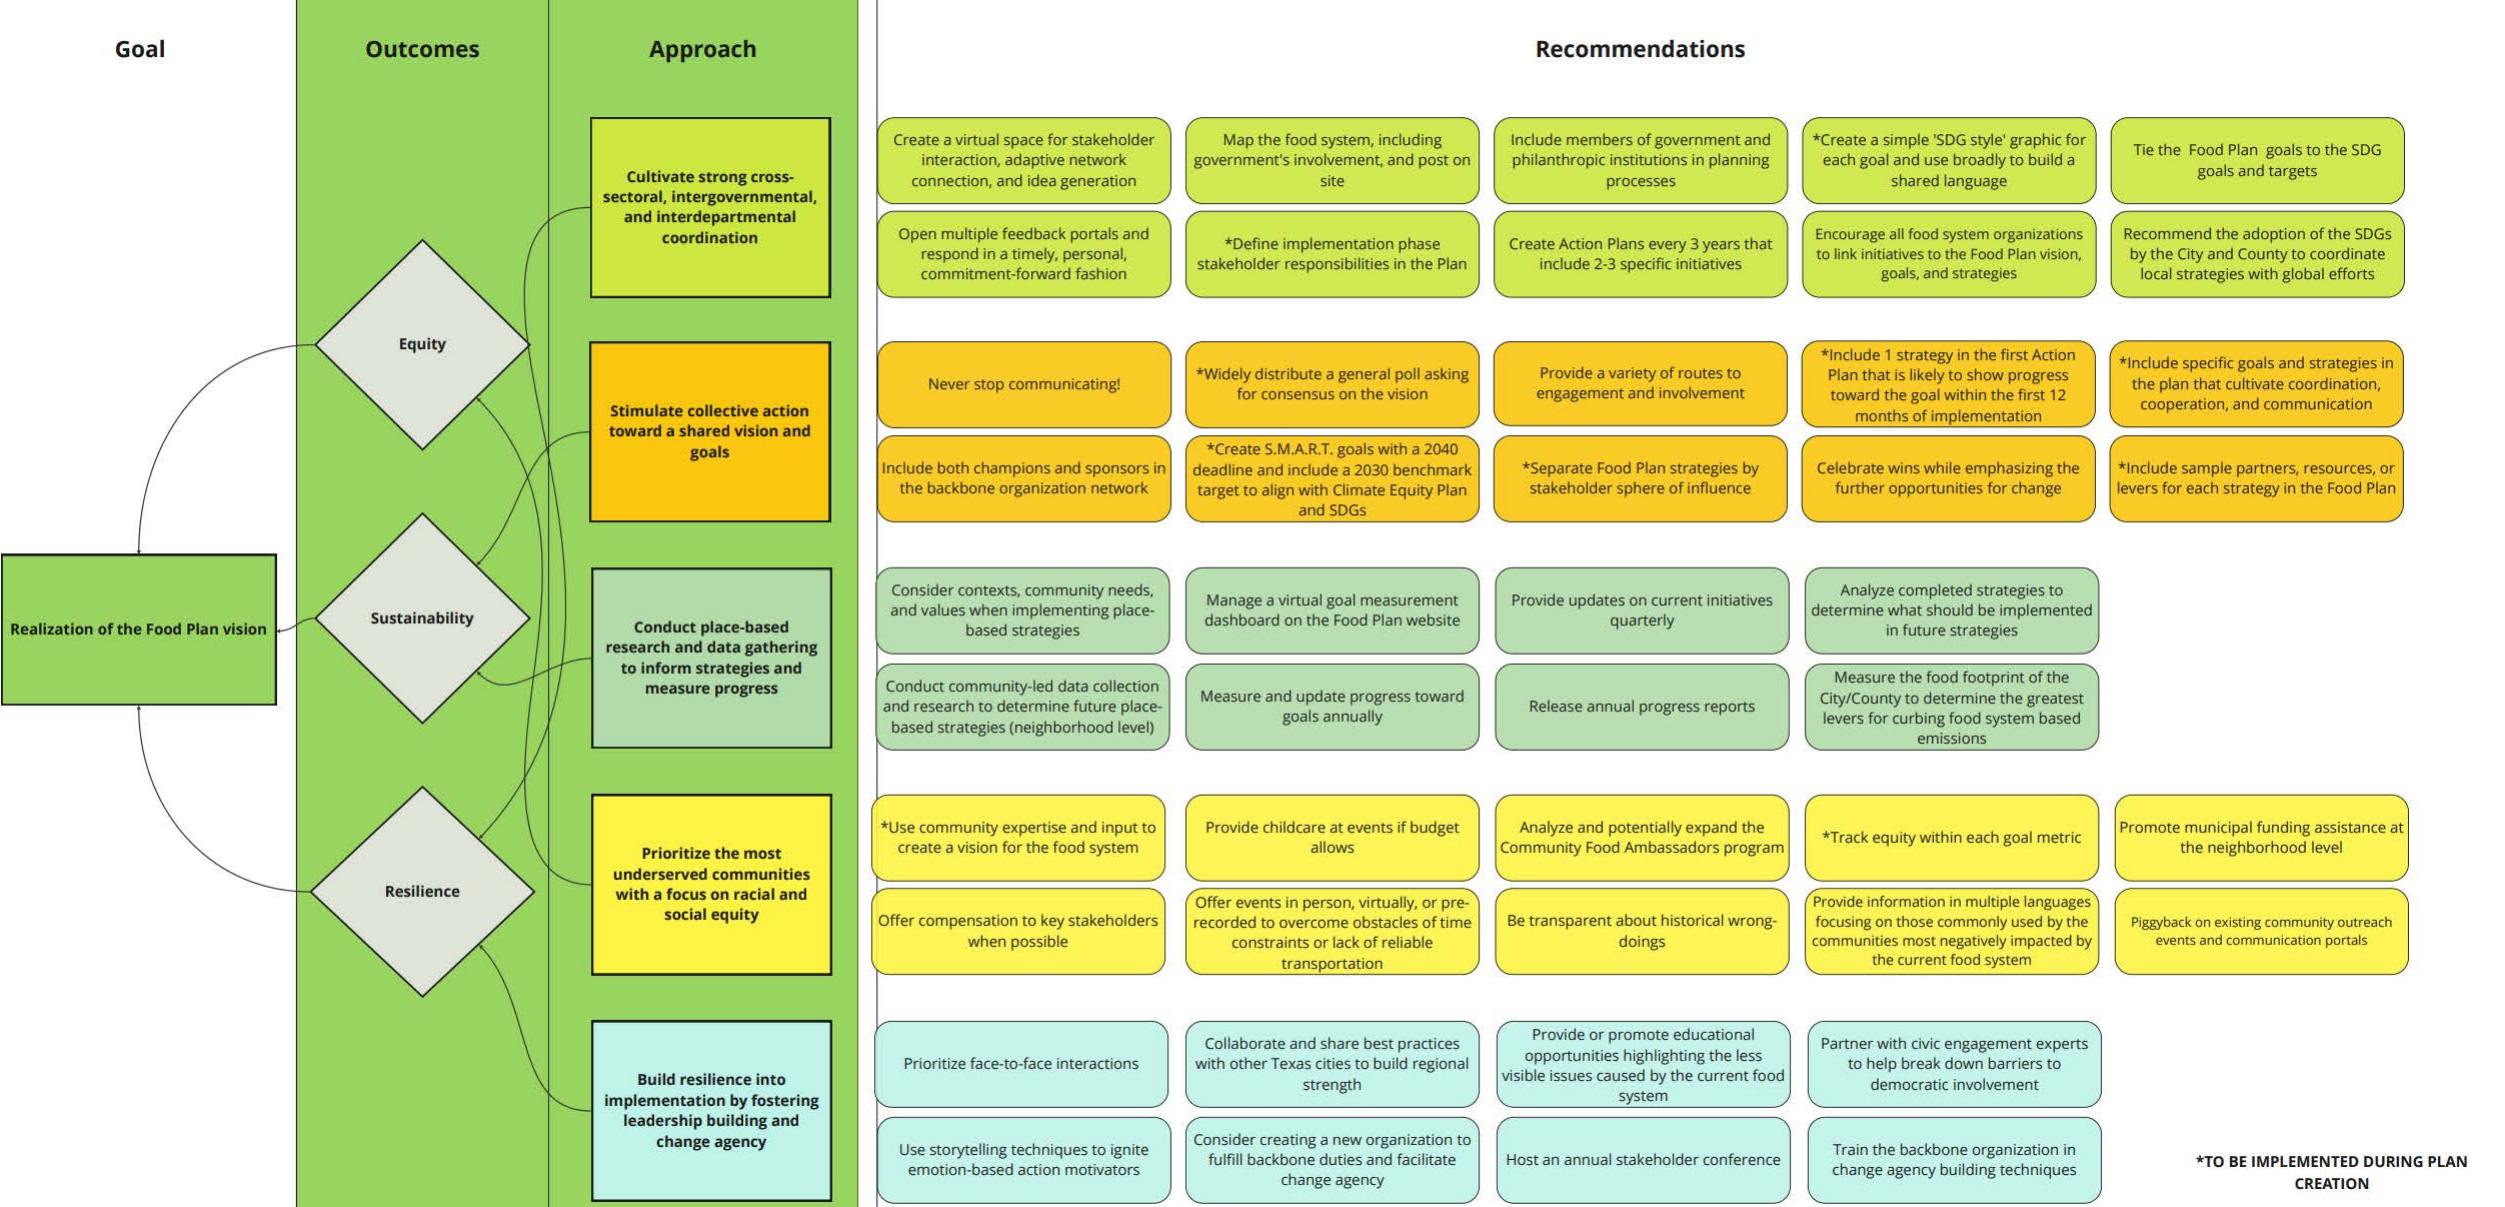 Goal
Outcomes
Approach
Recommendations
Realization of the Food Plan vision
Equity
Sustainability
Resilience
Cultivate strong cross-
sectoral, intergovernmental,
and interdepartmental
coordination
Create a virtual space for stakeholder
interaction, adaptive network
connection, and idea generation
Map the food system, including
government's involvement, and post on
site
Include members of government and
philanthropic institutions in planning
processes
*Create a simple 'SDG style' graphic for
each goal and use broadly to build a
shared language
Tie the Food Plan goals to the SDG
goals and targets
Open multiple feedback portals and
respond in a timely, personal,
commitment-forward fashion
*Define implementation phase
stakeholder responsibilities in the Plan
Create Action Plans every 3 years that
include 2-3 specific initiatives
Encourage all food system organizations
to link initiatives to the Food Plan vision,
goals, and strategies
Recommend the adoption of the SDGs
by the City and County to coordinate
local strategies with global efforts
Stimulate collective action
toward a shared vision and
goals
Never stop communicating!
*Widely distribute a general poll asking
for consensus on the vision
Provide a variety of routes to
engagement and involvement
*Include 1 strategy in the first Action
Plan that is likely to show progress
toward the goal within the first 12
months of implementation
*Include specific goals and strategies in
the plan that cultivate coordination,
cooperation, and communication
Include both champions and sponsors in
the backbone organization network
*Create S.M.A.R.T. goals with a 2040
deadline and include a 2030 benchmark
target to align with Climate Equity Plan
and SDGs
*Separate Food Plan strategies by
stakeholder sphere of influence
Celebrate wins while emphasizing the
further opportunities for change
*Include sample partners, resources, or
levers for each strategy in the Food Plan
Conduct place-based
research and data gathering
to inform strategies and
measure progress
Consider contexts, community needs,
and values when implementing place-
based strategies
Manage a virtual goal measurement
dashboard on the Food Plan website
Provide updates on current initiatives
quarterly
Analyze completed strategies to
determine what should be implemented
in future strategies
Conduct community-led data collection
and research to determine future place-
based strategies (neighborhood level)
Measure and update progress toward
goals annually
Release annual progress reports
Measure the food footprint of the
City/County to determine the greatest
levers for curbing food system based
emissions
Prioritize the most
underserved communities
with a focus on racial and
social equity
*Use community expertise and input to
create a vision for the food system
Provide childcare at events if budget
allows
Analyze and potentially expand the
Community Food Ambassadors program
*Track equity within each goal metric
Promote municipal funding assistance at
the neighborhood level
Offer compensation to key stakeholders
when possible
Offer events in person, virtually, or pre-
recorded to overcome obstacles of time
constraints or lack of reliable
transportation
Be transparent about historical wrong-
doings
Provide information in multiple languages
focusing on those commonly used by the
communities most negatively impacted by
the current food system
Piggyback on existing community outreach
events and communication portals
Build resilience into
implementation by fostering
leadership building and
change agency
Prioritize face-to-face interactions
Collaborate and share best practices
with other Texas cities to build regional
strength
Provide or promote educational
opportunities highlighting the less
visible issues caused by the current food
system
Partner with civic engagement experts
to help break down barriers to
democratic involvement
Use storytelling techniques to ignite
emotion-based action motivators
Consider creating a new organization to
fulfill backbone duties and facilitate
change agency
Host an annual stakeholder conference
Train the backbone organization in
change agency building techniques
*TO BE IMPLEMENTED DURING PLAN
CREATION